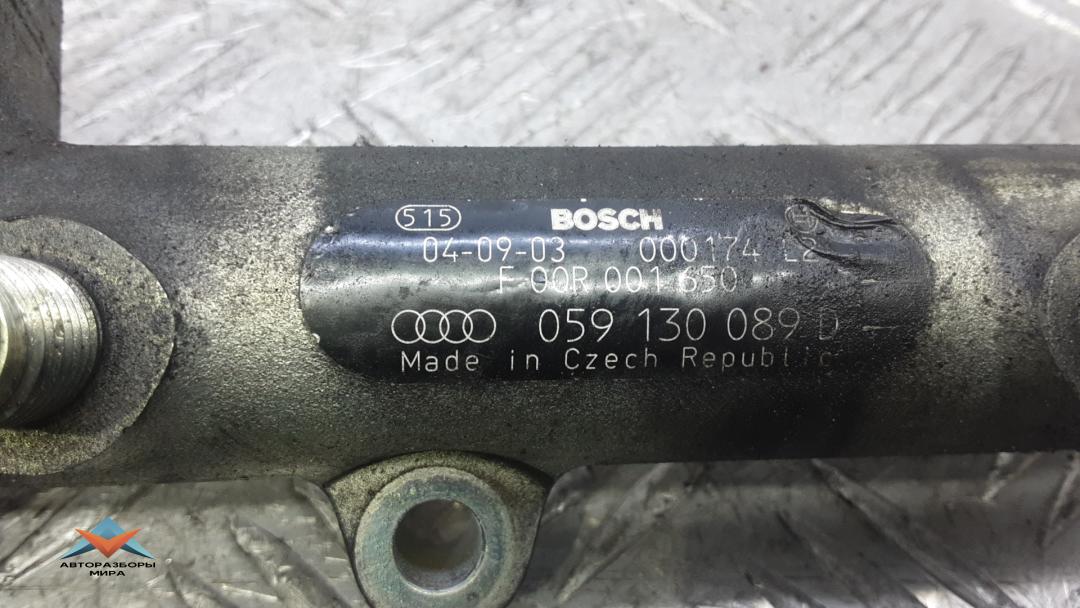 515 BOSCH
04-09-03 000174 L2
F 00R 001 650
059 130 089 D
Made in Czech Republic
АВТОРАЗБОРЫ
МИРА